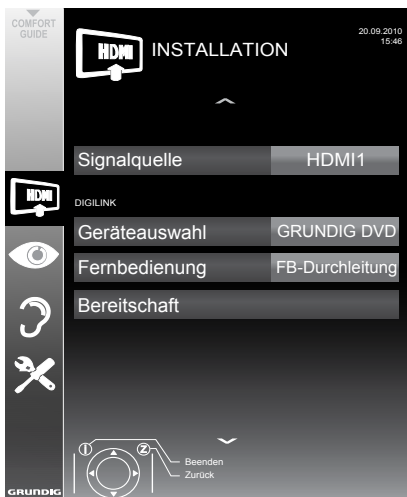 COMFORT
GUIDE
HDMI
INSTALLATION
20.09.2010
15:46
Signalquelle HDMI1
HDMI
DIGILINK
Geräteauswahl GRUNDIG DVD
Fernbedienung FB-Durchleitung
Bereitschaft
Z
Beenden
Zurück
GRUNDIG